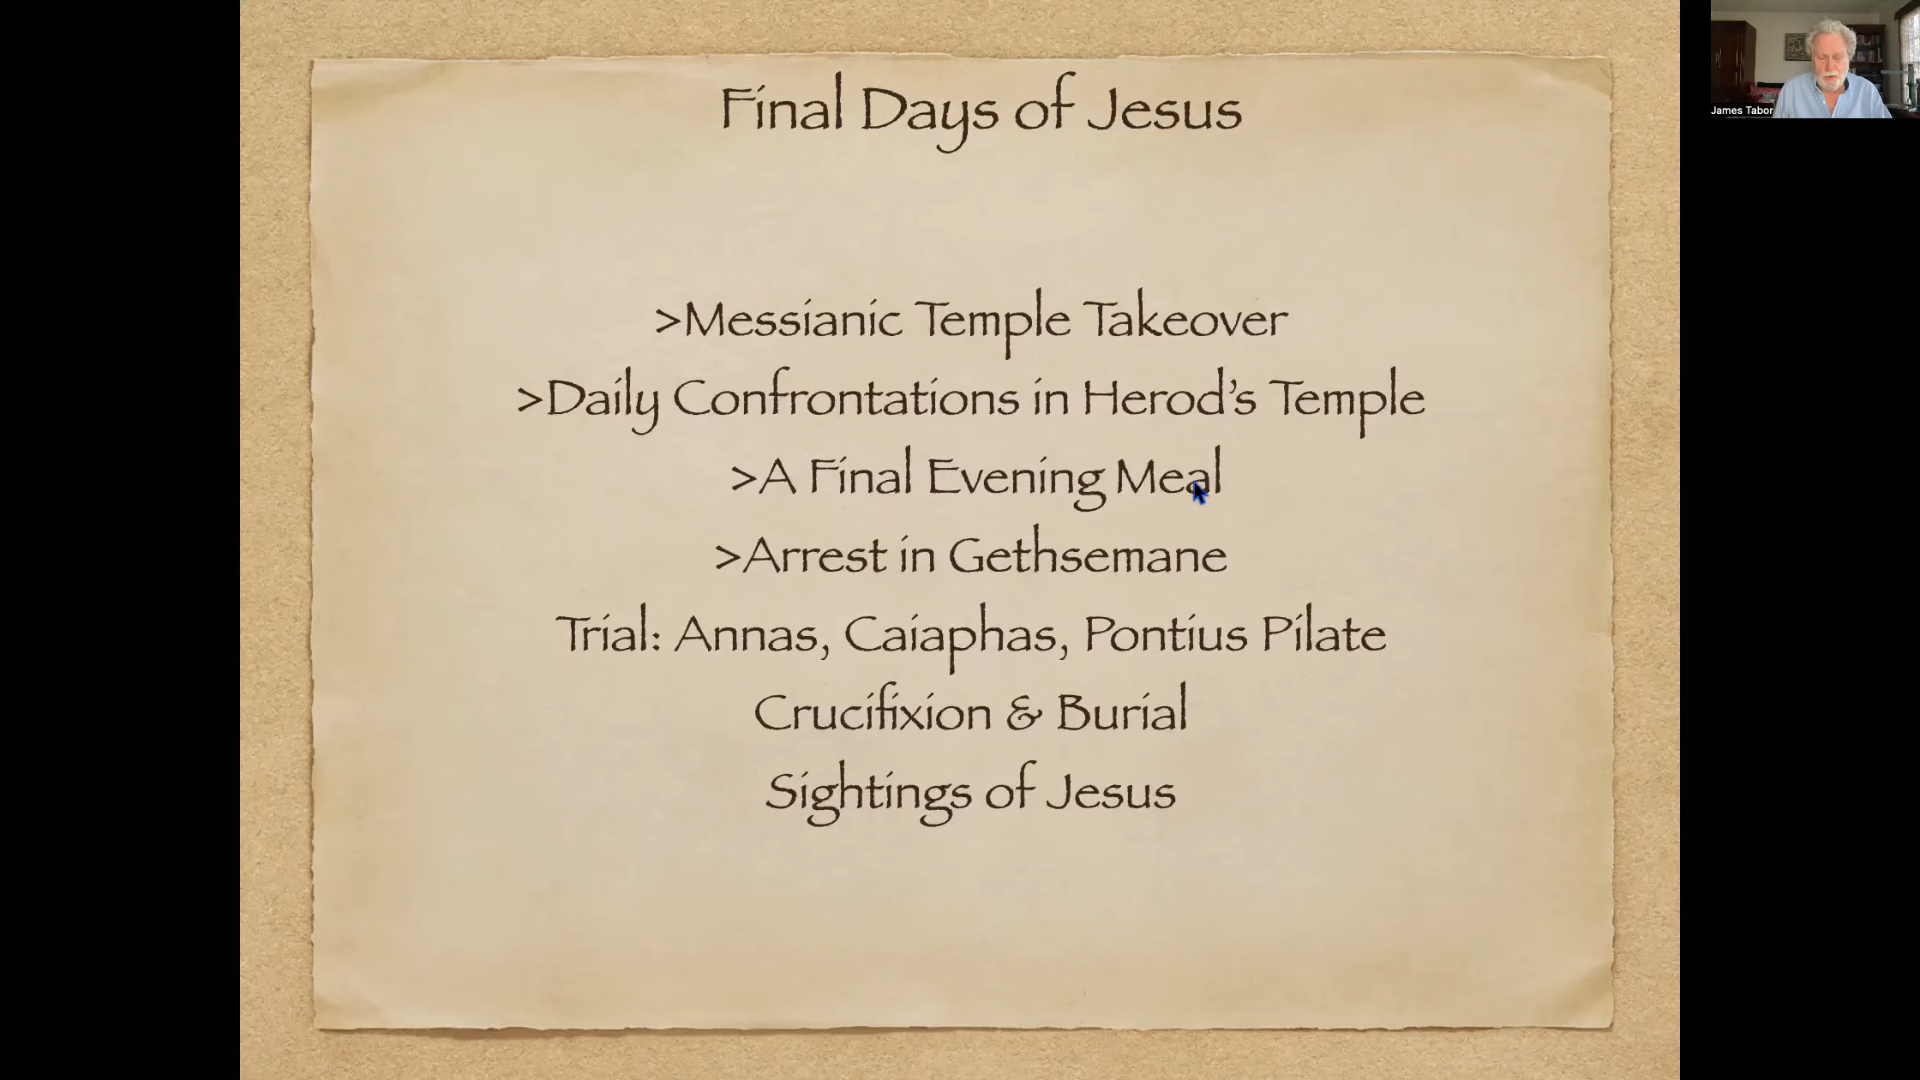 Final Days of Jesus
>Messianic Temple Takeover
>Daily Confrontations in Herod's Temple
>A Final Evening Meal
>Arrest in Gethsemane
Trial: Annas, Caiaphas, Pontius Pilate
Crucifixion & Burial
Sightings of Jesus
James Tabor